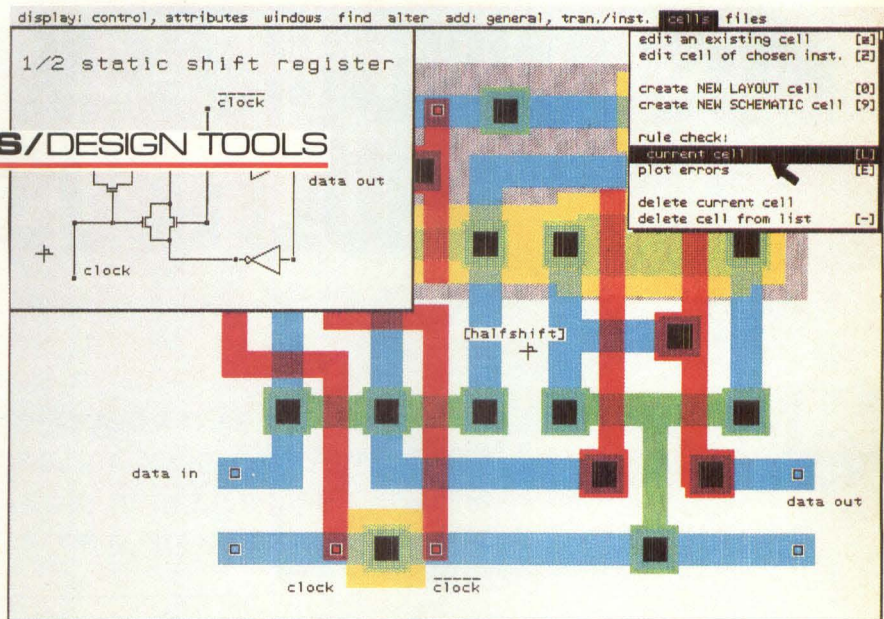 display: control, attributes windows find alter add: general, tran./inst. cells files
edit an existing cell [z]
edit cell of chosen inst. [Z]
create NEW LAYOUT cell [0]
create NEW SCHEMATIC cell [9]
rule check:
current cell [L]
plot errors [E]
delete current cell
delete cell from list [-]
1/2 static shift register
clock
S/DESIGN TOOLS
data out
clock
[halfshift]
data in
data out
clock
clock